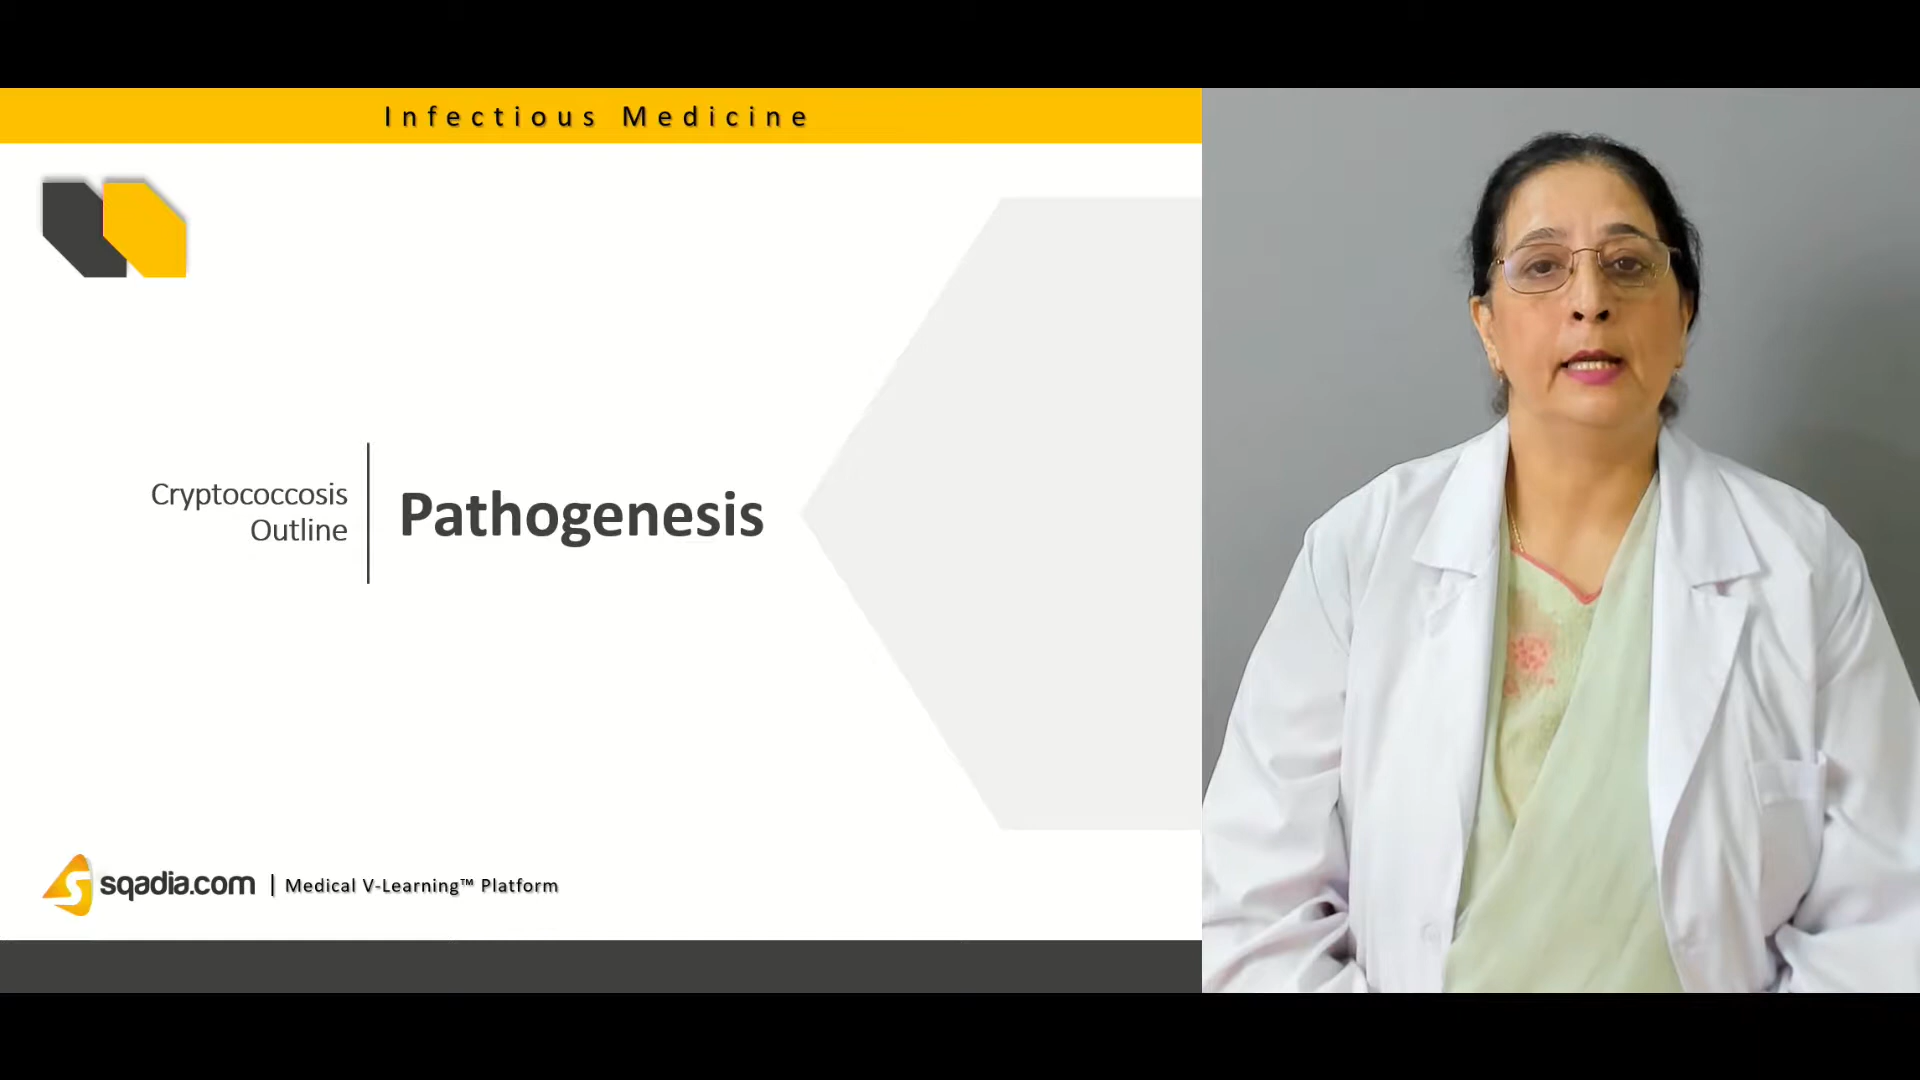 Infectious Medicine
Cryptococcosis
Outline
Pathogenesis
sqadia.com | Medical V-Learning™ Platform